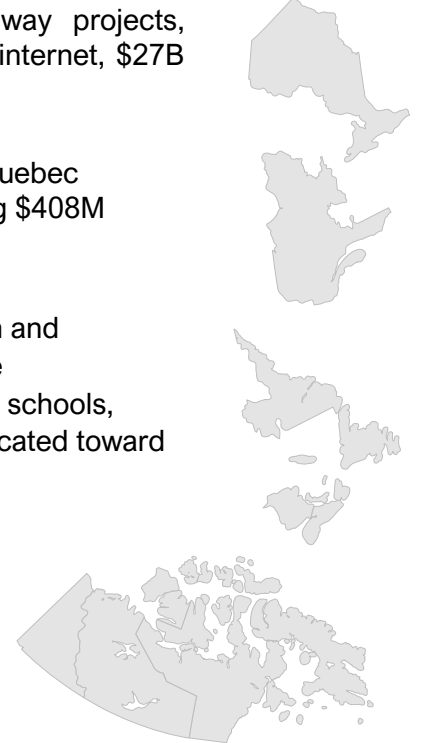 way projects,
internet, $27B
uebec
g $408M
n and
e
schools,
cated toward